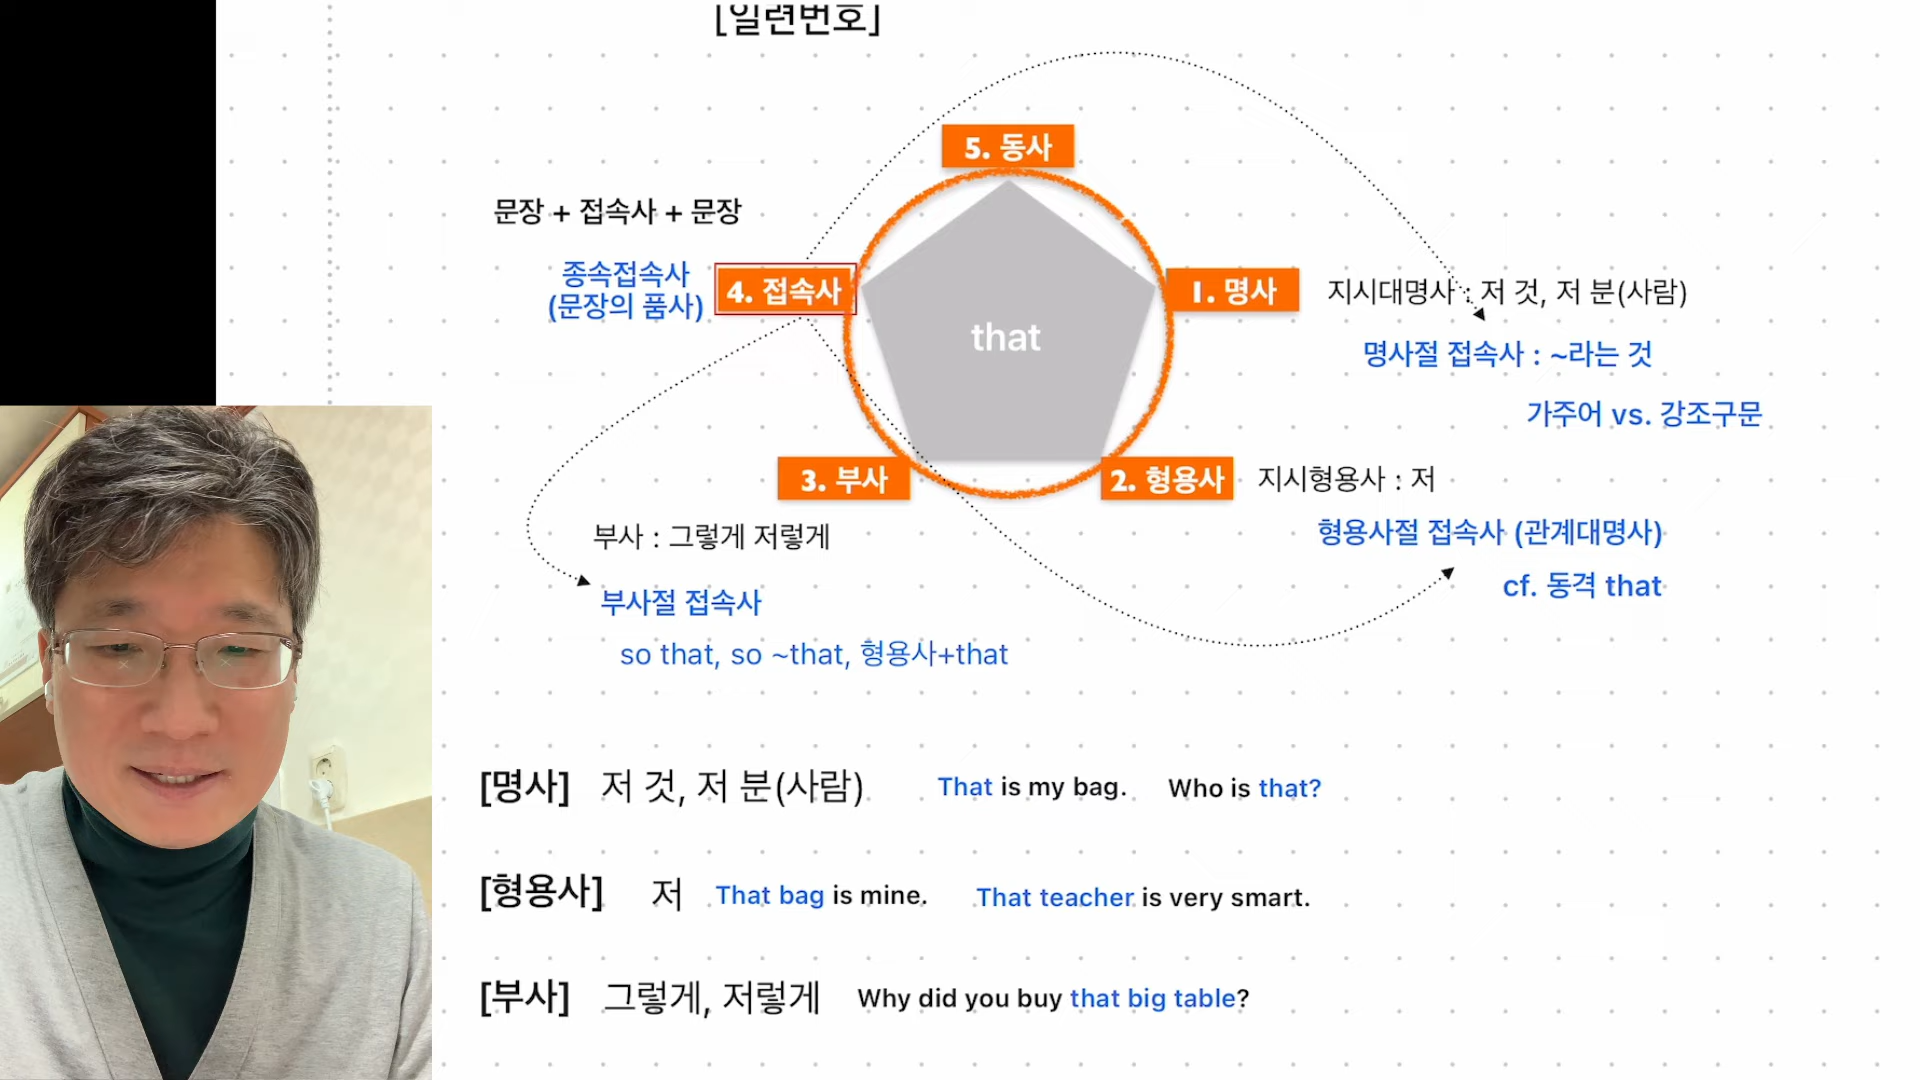 [일련번호]
5. 동사
문장 + 접속사 + 문장
종속접속사
(문장의 품사)
4. 접속사
1. 명사
지시대명사 : 저 것, 저 분(사람)
that
명사절 접속사 : ~라는 것
가주어 vs. 강조구문
3. 부사
2. 형용사
지시형용사 : 저
부사 : 그렇게 저렇게
형용사절 접속사 (관계대명사)
cf. 동격 that
부사절 접속사
so that, so ~that, 형용사+that
[명사] 저 것, 저 분(사람) That is my bag. Who is that?
[형용사] 저 That bag is mine. That teacher is very smart.
[부사] 그렇게, 저렇게 Why did you buy that big table?